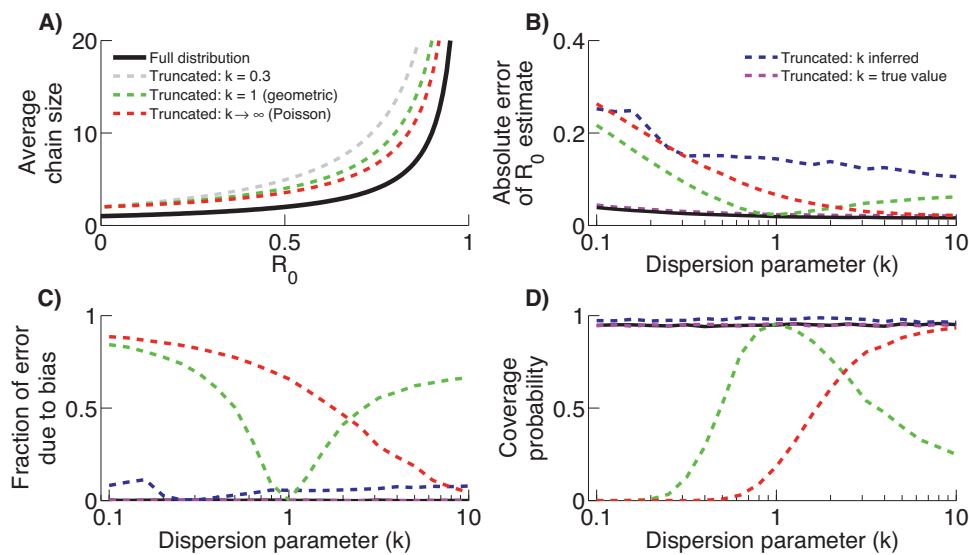 A)
20
10
0
0
0.5
1
Average
chain size
R0
Full distribution
Truncated: k = 0.3
Truncated: k = 1 (geometric)
Truncated: k → ∞ (Poisson)
B)
0.4
0.2
0
0.1
1
10
Absolute error
of R0 estimate
Dispersion parameter (k)
Truncated: k inferred
Truncated: k = true value
C)
1
0.5
0
0.1
1
10
Fraction of error
due to bias
Dispersion parameter (k)
D)
1
0.5
0
0.1
1
10
Coverage
probability
Dispersion parameter (k)